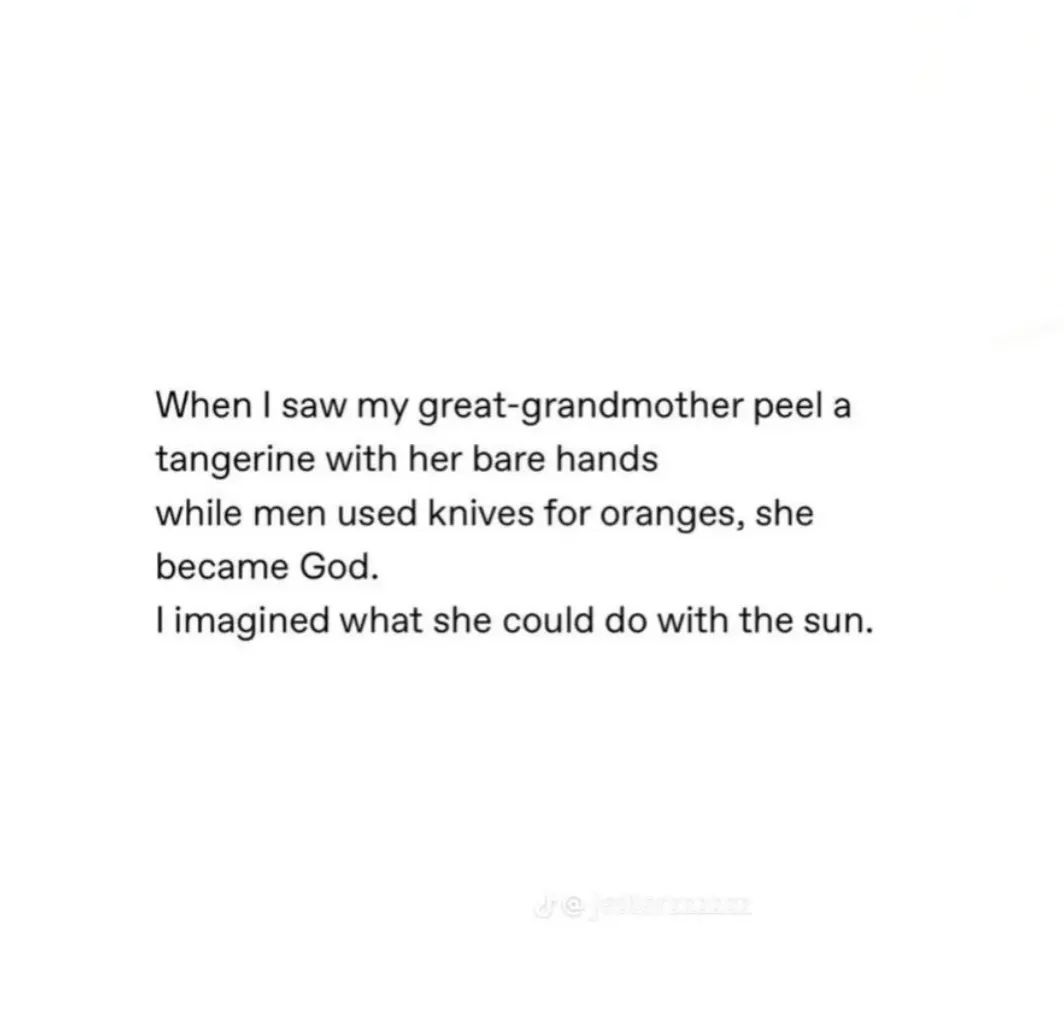 When I saw my great-grandmother peel a
tangerine with her bare hands
while men used knives for oranges, she
became God.
I imagined what she could do with the sun.